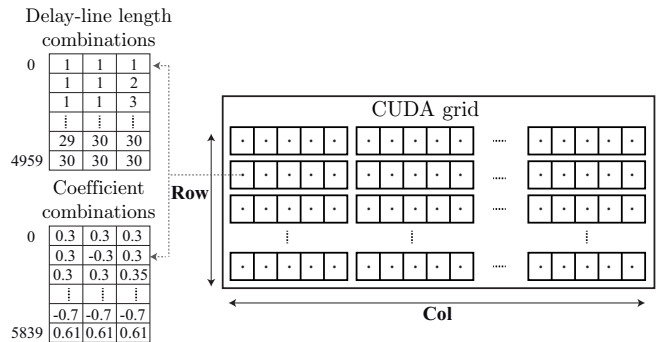 Delay-line length
combinations
0 1 1 1
1 1 2
1 1 3
29 30 30
4959 30 30 30
Coefficient
combinations
0 0.3 0.3 0.3
0.3 -0.3 0.3
0.3 0.3 0.35
-0.7 -0.7 -0.7
5839 0.61 0.61 0.61
CUDA grid
Row
Col